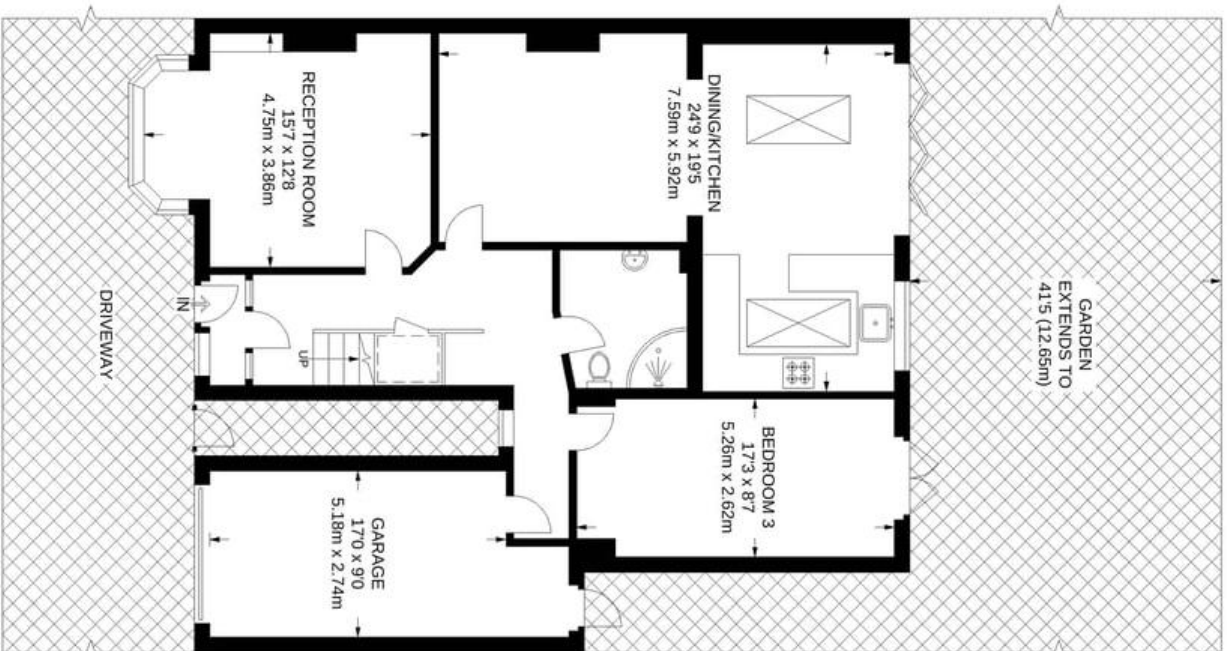 GARDEN
EXTENDS TO
41'5 (12.65m)
DINING/KITCHEN
24'9 x 19'5
7.59m x 5.92m
BEDROOM 3
17'3 x 8'7
5.26m x 2.62m
RECEPTION ROOM
15'7 x 12'8
4.75m x 3.86m
UP
IN
GARAGE
17'0 x 9'0
5.18m x 2.74m
DRIVEWAY